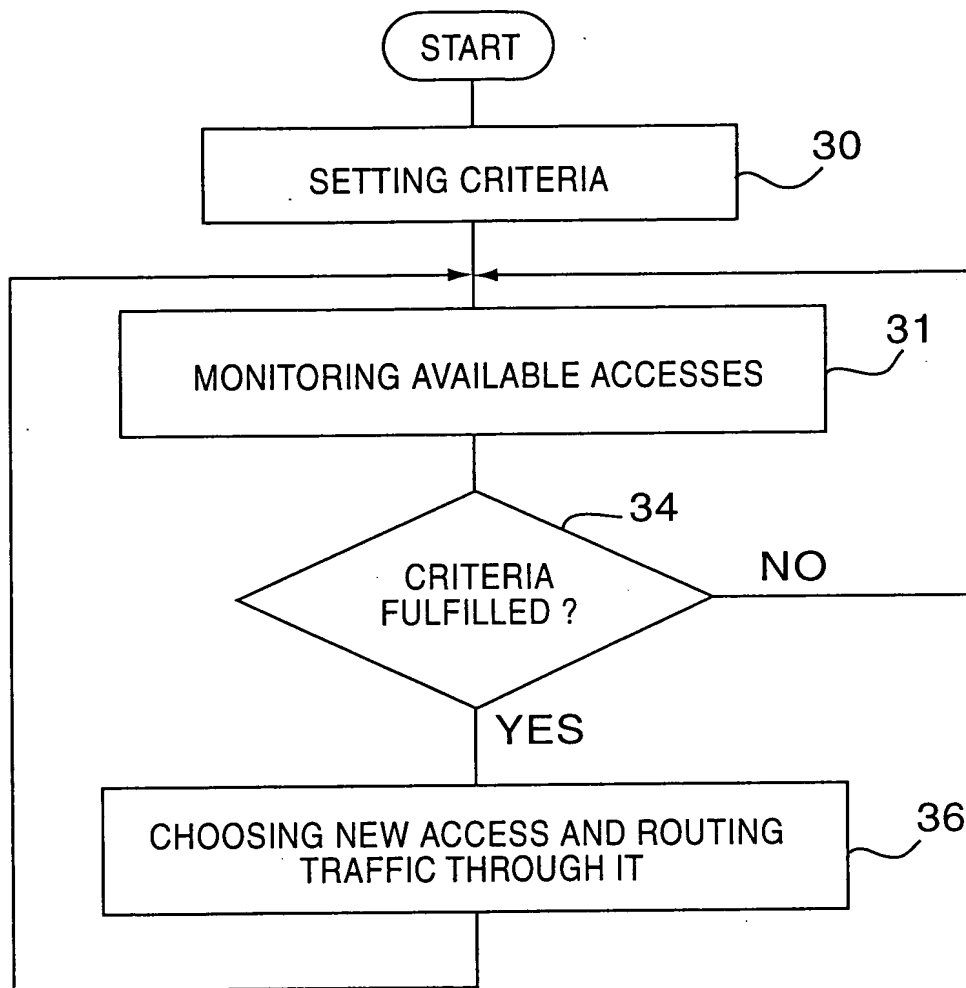 START
SETTING CRITERIA
30
MONITORING AVAILABLE ACCESSES
31
CRITERIA
FULFILLED ?
34
NO
YES
CHOOSING NEW ACCESS AND ROUTING
TRAFFIC THROUGH IT
36